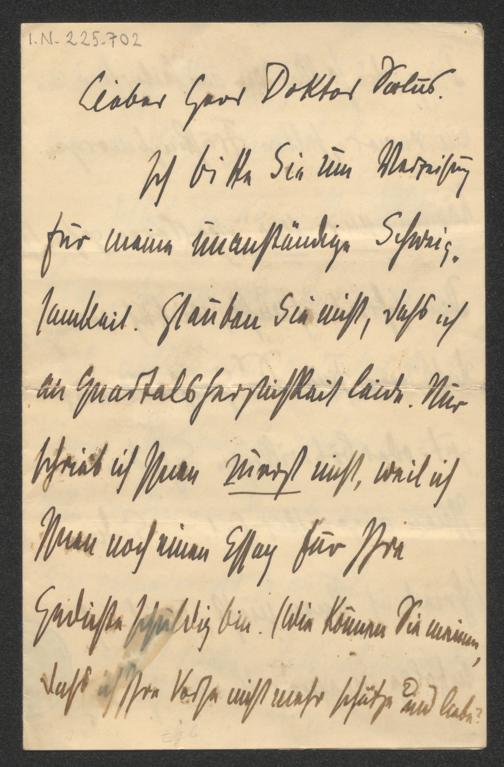 I.N. 225.702
Lieber Herr Doktor Salus.
Ich bitte Sie um Verzeihung
für meine unanständige Schweig-
samkeit. Glauben Sie nicht, dass ich
an Quartalsherzlichkeit leide. Nur
schrieb ich Ihnen zuerst nicht, weil ich
Ihnen noch einen Essay für Ihre
Gedichte schuldig bin. (Wie können Sie meinen,
dass ich Ihre Verse nicht mehr schätze und liebe?